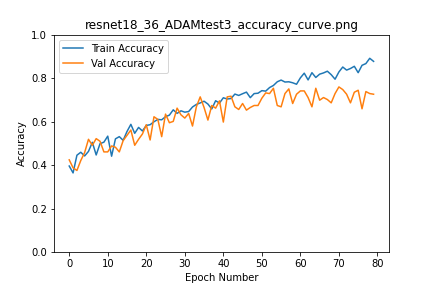 resnet18_36_ADAMtest3_accuracy_curve.png
Train Accuracy
Val Accuracy
Accuracy
1.0
0.8
0.6
0.4
0.2
0.0
0 10 20 30 40 50 60 70 80
Epoch Number